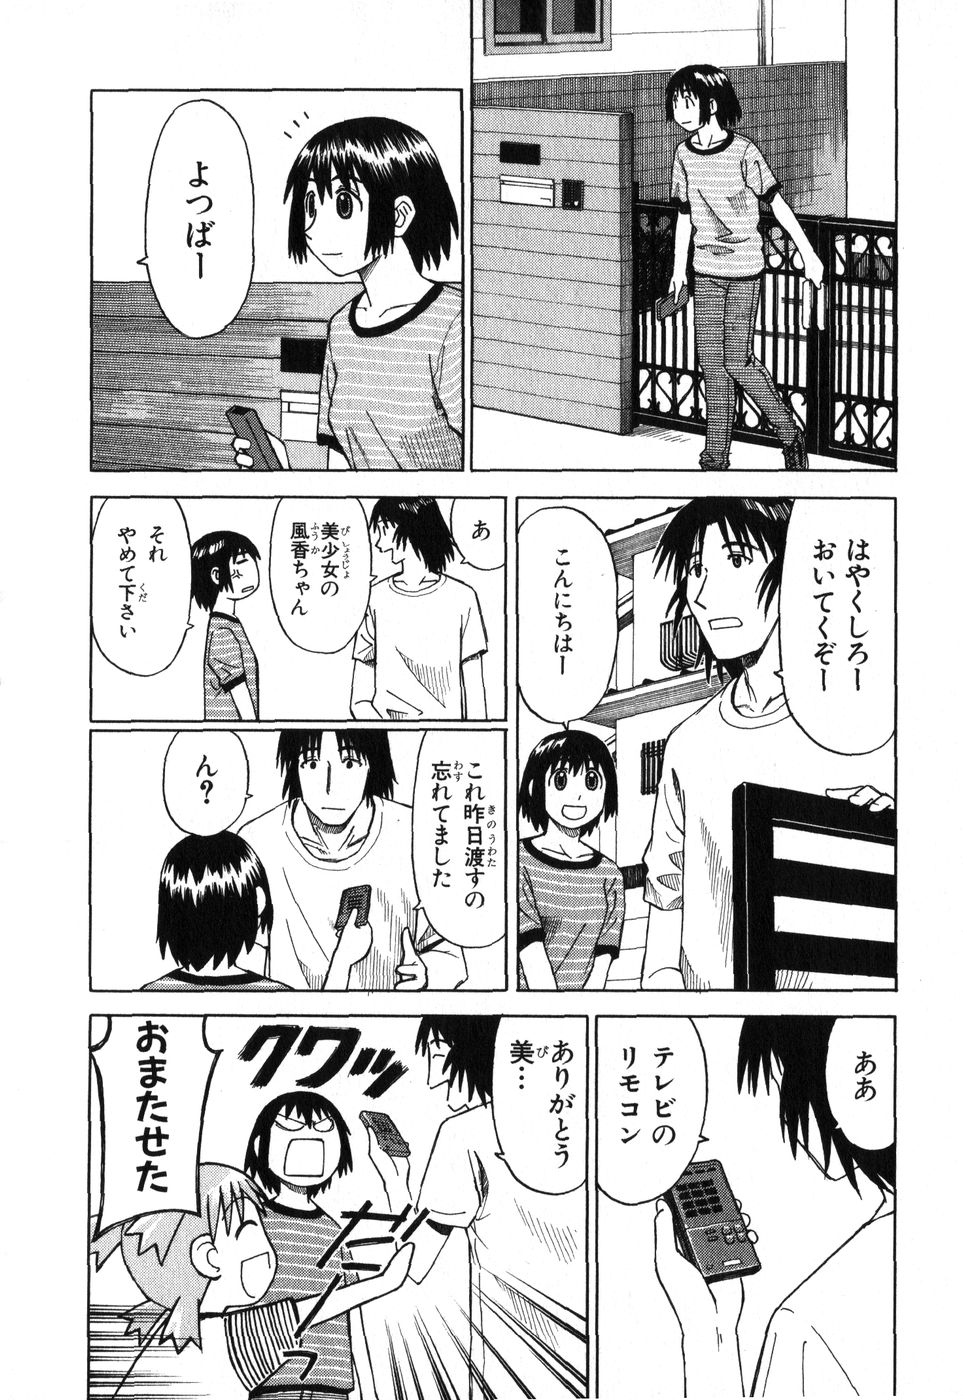 よつばー
はやくしろー
おいてくぞー
こんにちはー
あ
美少女の
風香ちゃん
それ
やめて下さい
これ昨日渡すの
忘れてました
ん?
ああ
テレビの
リモコン
ありがとう
美…
クワッ
おまたせた
だだーっ